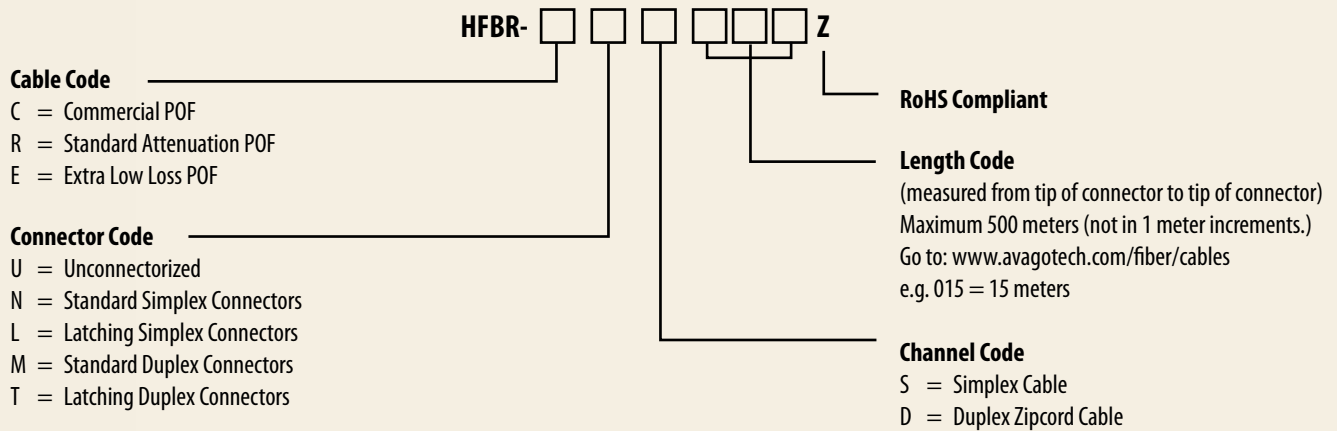 HFBR- Z
Cable Code
C = Commercial POF
R = Standard Attenuation POF
E = Extra Low Loss POF
Connector Code
U = Unconnectorized
N = Standard Simplex Connectors
L = Latching Simplex Connectors
M = Standard Duplex Connectors
T = Latching Duplex Connectors
RoHS Compliant
Length Code
(measured from tip of connector to tip of connector)
Maximum 500 meters (not in 1 meter increments.)
Go to: www.avagotech.com/fiber/cables
e.g. 015 = 15 meters
Channel Code
S = Simplex Cable
D = Duplex Zipcord Cable